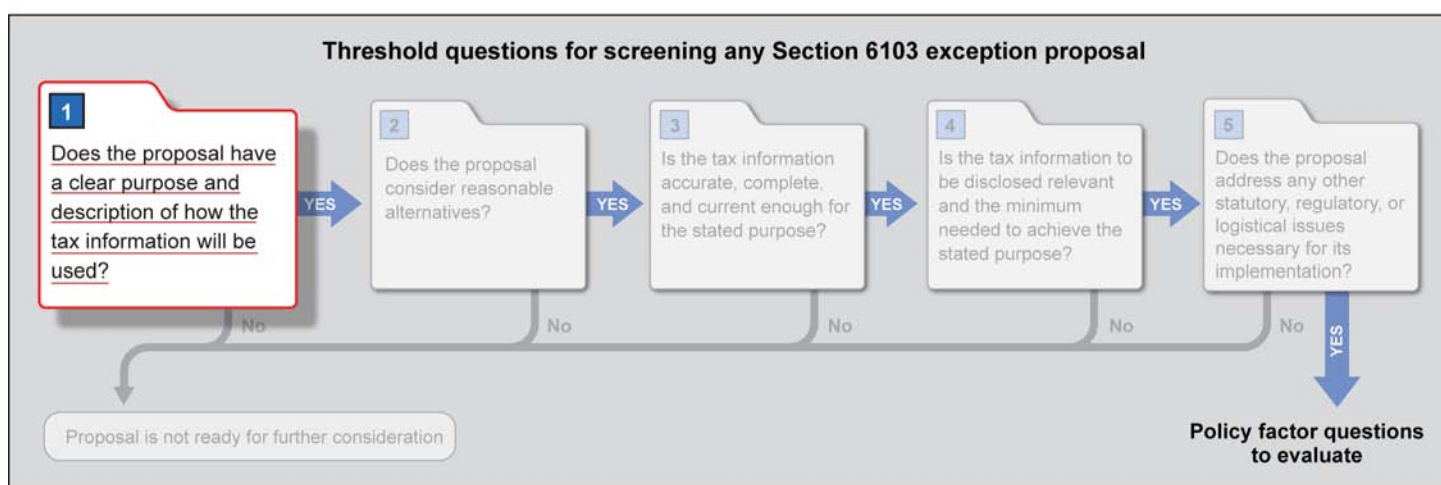 Threshold questions for screening any Section 6103 exception proposal
1
Does the proposal have
a clear purpose and
description of how the
tax information will be
used?
YES
2
Does the proposal
consider reasonable
alternatives?
YES
3
Is the tax information
accurate, complete,
and current enough for
the stated purpose?
YES
4
Is the tax information to
be disclosed relevant
and the minimum
needed to achieve the
stated purpose?
YES
5
Does the proposal
address any other
statutory, regulatory, or
logistical issues
necessary for its
implementation?
No
No
No
No
No
YES
Proposal is not ready for further consideration
Policy factor questions
to evaluate